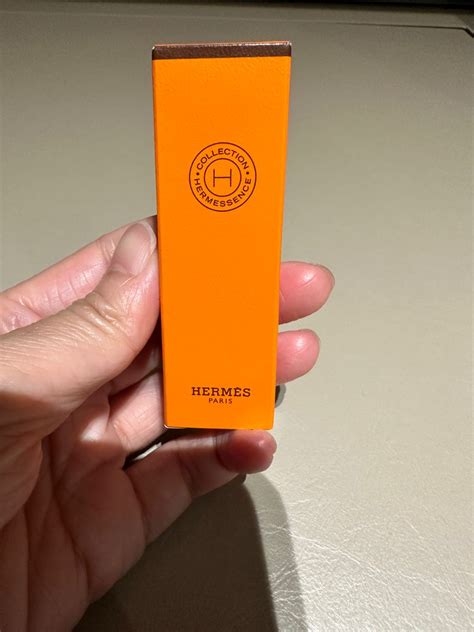 • COLLECTION •
HERMESSENCE
H
HERMÈS
PARIS